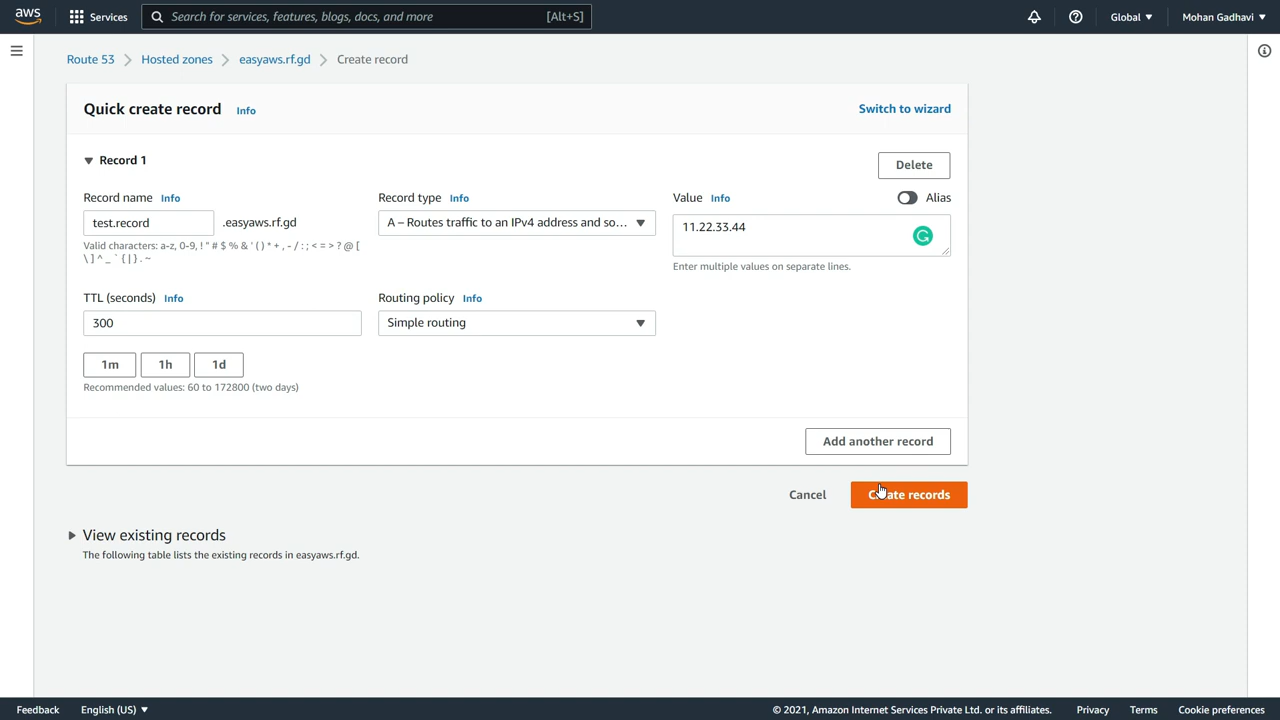 aws Services Search for services, features, blogs, docs, and more [Alt+S] Global ▼ Mohan Gadhavi ▼
Route 53 > Hosted zones > easyaws.rf.gd > Create record
Quick create record Info Switch to wizard
▼ Record 1 Delete
Record name Info Record type Info Value Info Alias
test.record .easyaws.rf.gd A – Routes traffic to an IPv4 address and so... ▼ 11.22.33.44
Valid characters: a-z, 0-9, ! " # $ % & ' ( ) * + , - / : ; < = > ? @ [
\ ] ^ _ ` { | } . ~
Enter multiple values on separate lines.
TTL (seconds) Info Routing policy Info
300 Simple routing ▼
1m 1h 1d
Recommended values: 60 to 172800 (two days)
Add another record
Cancel Create records
▶ View existing records
The following table lists the existing records in easyaws.rf.gd.
Feedback English (US) ▼ © 2021, Amazon Internet Services Private Ltd. or its affiliates. Privacy Terms Cookie preferences